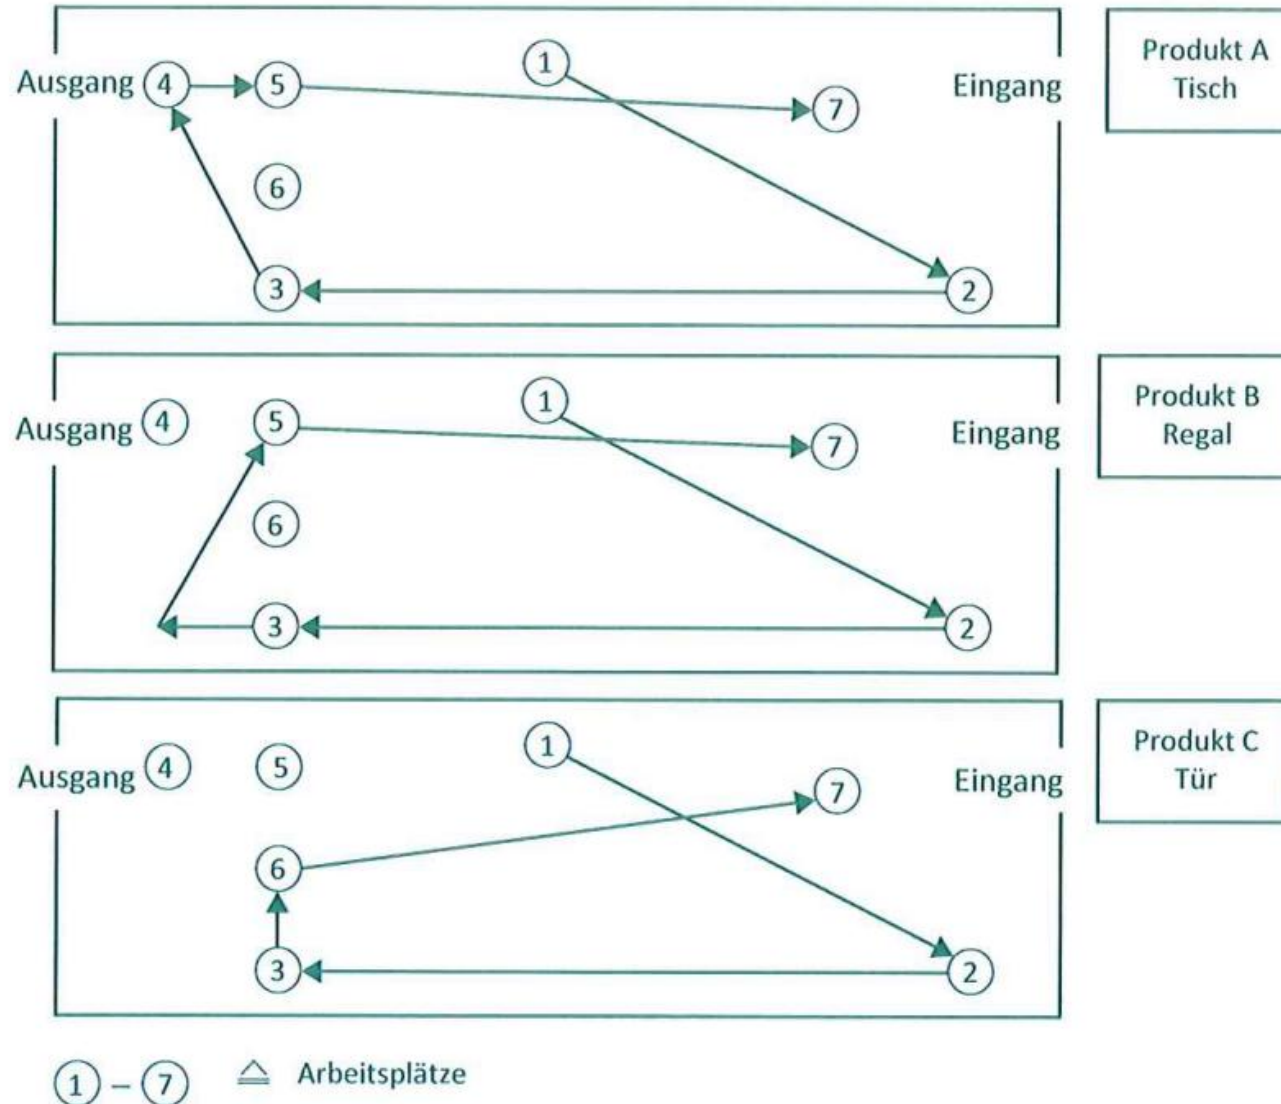 Produkt A
Tisch
Ausgang 4 5 1 7 Eingang
6
3 2
Produkt B
Regal
Ausgang 4 5 1 7 Eingang
6
3 2
Produkt C
Tür
Ausgang 4 5 1 7 Eingang
6
3 2
1 – 7 ≙ Arbeitsplätze